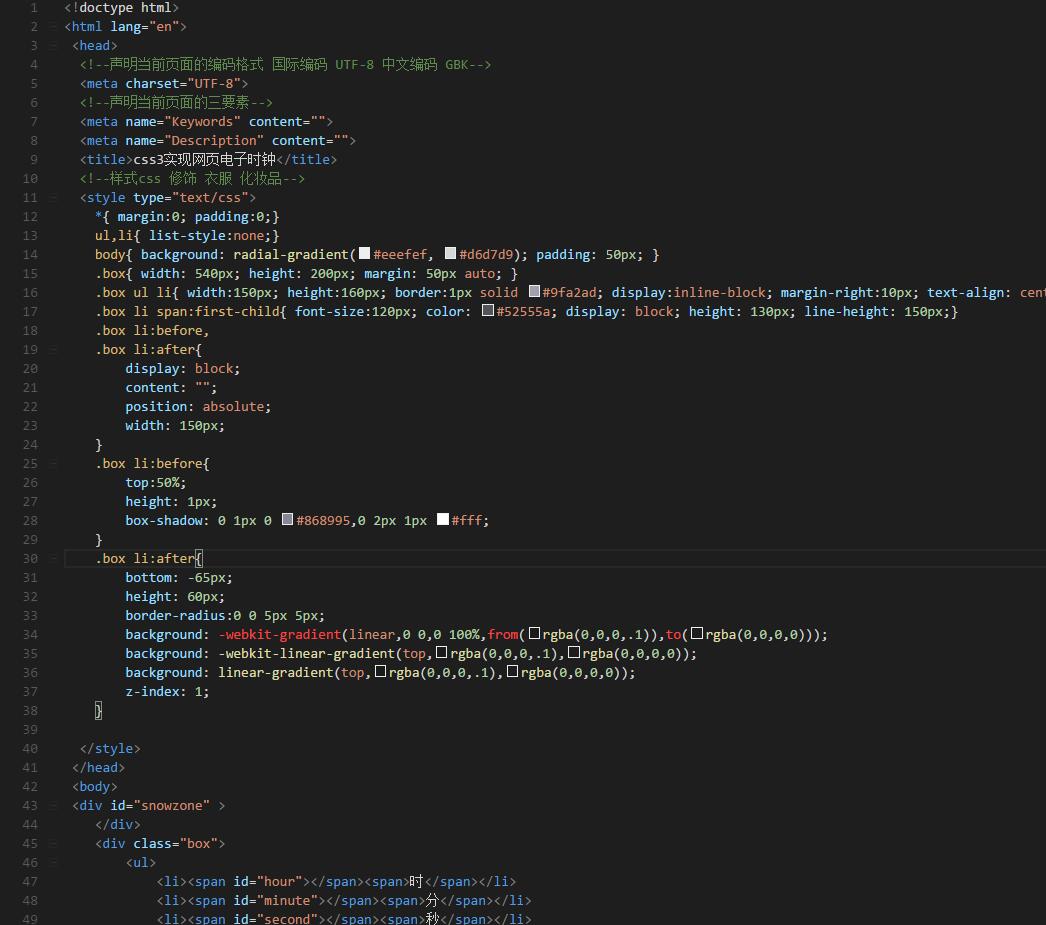 1 <!doctype html>
2 <html lang="en">
3 <head>
4 <!--声明当前页面的编码格式 国际编码 UTF-8 中文编码 GBK-->
5 <meta charset="UTF-8">
6 <!--声明当前页面的三要素-->
7 <meta name="Keywords" content="">
8 <meta name="Description" content="">
9 <title>css3实现网页电子时钟</title>
10 <!--样式css 修饰 衣服 化妆品-->
11 <style type="text/css">
12 *{ margin:0; padding:0;}
13 ul,li{ list-style:none;}
14 body{ background: radial-gradient(#eeefef, #d6d7d9); padding: 50px; }
15 .box{ width: 540px; height: 200px; margin: 50px auto; }
16 .box ul li{ width:150px; height:160px; border:1px solid #9fa2ad; display:inline-block; margin-right:10px; text-align: cent
17 .box li span:first-child{ font-size:120px; color: #52555a; display: block; height: 130px; line-height: 150px;}
18 .box li:before,
19 .box li:after{
20 display: block;
21 content: "";
22 position: absolute;
23 width: 150px;
24 }
25 .box li:before{
26 top:50%;
27 height: 1px;
28 box-shadow: 0 1px 0 #868995,0 2px 1px #fff;
29 }
30 .box li:after{
31 bottom: -65px;
32 height: 60px;
33 border-radius:0 0 5px 5px;
34 background: -webkit-gradient(linear,0 0,0 100%,from(rgba(0,0,0,.1)),to(rgba(0,0,0,0)));
35 background: -webkit-linear-gradient(top,rgba(0,0,0,.1),rgba(0,0,0,0));
36 background: linear-gradient(top,rgba(0,0,0,.1),rgba(0,0,0,0));
37 z-index: 1;
38 }
39
40 </style>
41 </head>
42 <body>
43 <div id="snowzone" >
44 </div>
45 <div class="box">
46 <ul>
47 <li><span id="hour"></span><span>时</span></li>
48 <li><span id="minute"></span><span>分</span></li>
49 <li><span id="second"></span><span>秒</span></li>